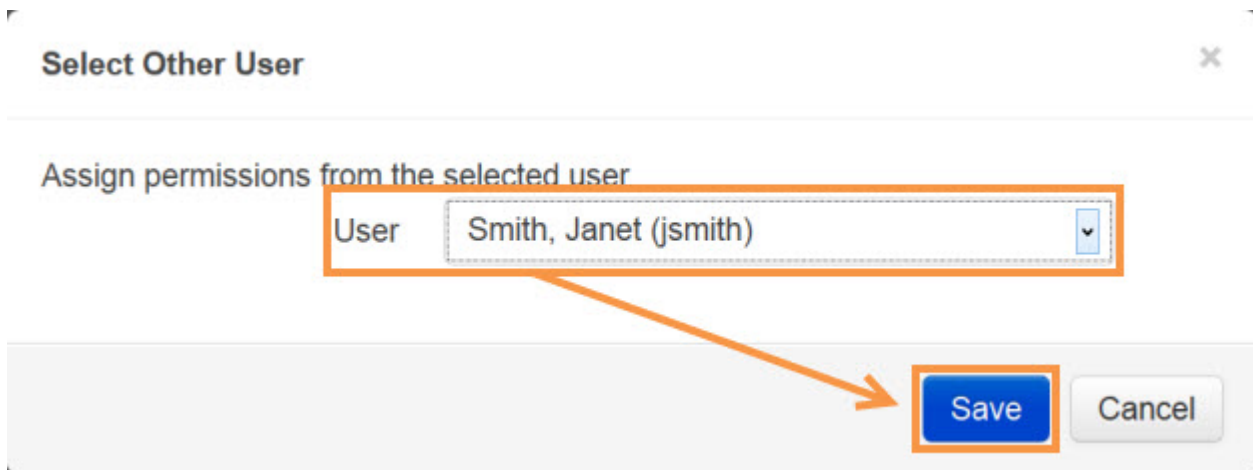 Select Other User ×
Assign permissions from the selected user
User Smith, Janet (jsmith)
Save Cancel